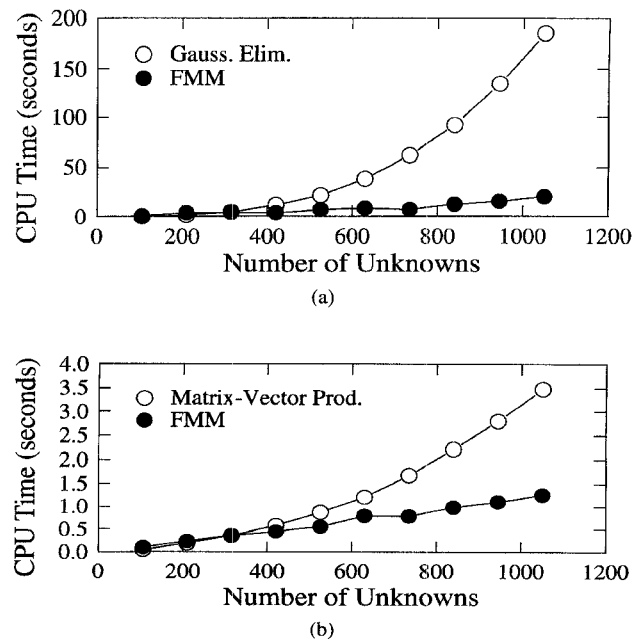 200
150
100
50
0
CPU Time (seconds)
Gauss. Elim.
FMM
0 200 400 600 800 1000 1200
Number of Unknowns
(a)
4.0
3.5
3.0
2.5
2.0
1.5
1.0
0.5
0.0
CPU Time (seconds)
Matrix-Vector Prod.
FMM
0 200 400 600 800 1000 1200
Number of Unknowns
(b)